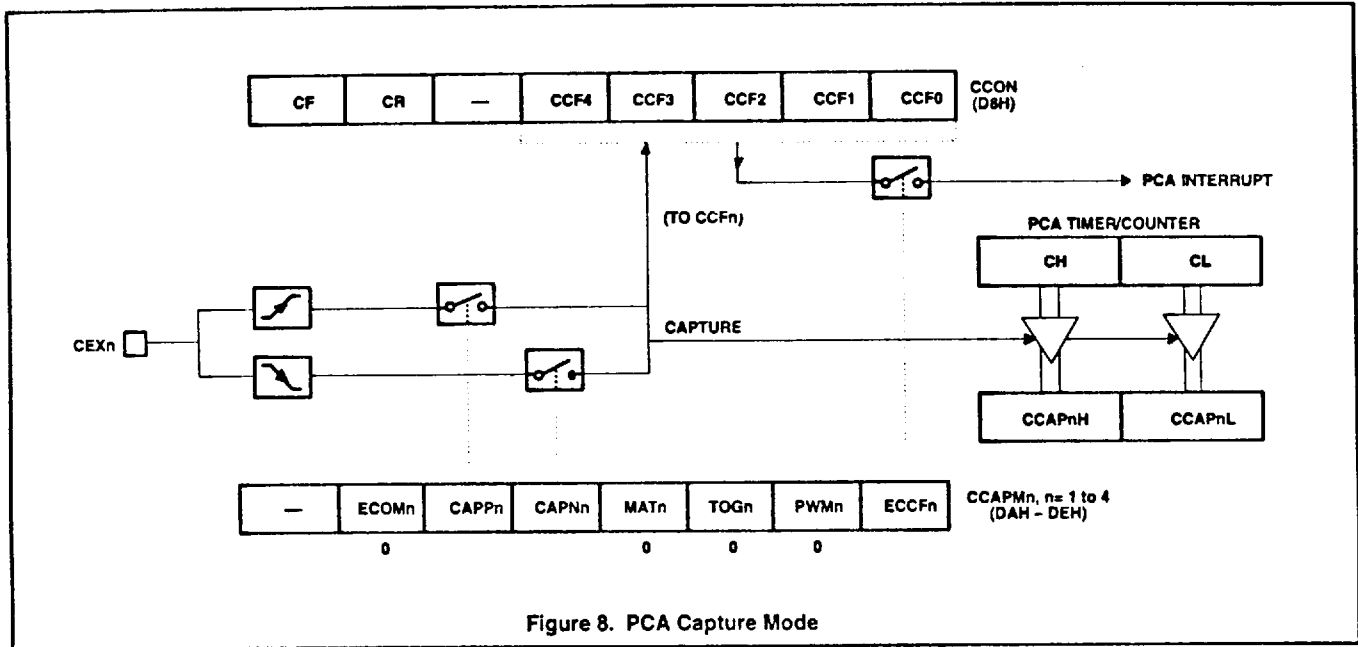 CF CR — CCF4 CCF3 CCF2 CCF1 CCF0
CCON
(D8H)
PCA INTERRUPT
(TO CCFn)
PCA TIMER/COUNTER
CH CL
CEXn
CAPTURE
CCAPnH CCAPnL
— ECOMn CAPPn CAPNn MATn TOGn PWMn ECCFn
CCAPMn, n= 1 to 4
(DAH – DEH)
0 0 0 0
Figure 8. PCA Capture Mode